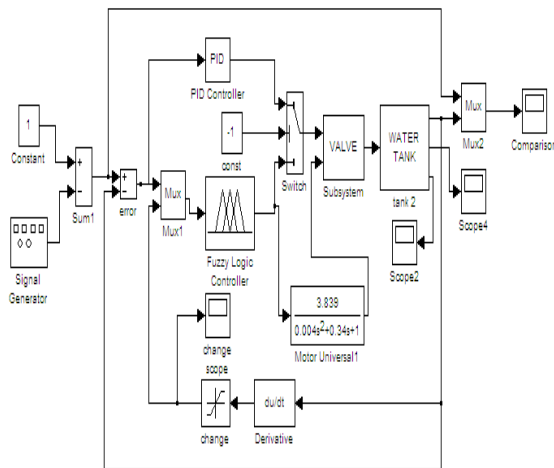 PID
PID Controller
1
Constant
+
−
Sum1
Signal
Generator
+
−
error
Mux
Mux1
-1
const
Switch
Fuzzy Logic
Controller
VALVE
Subsystem
WATER
TANK
tank 2
Mux
Mux2
Comparison
Scope4
Scope2
3.839
0.004s²+0.34s+1
Motor Universal1
change
scope
change
du/dt
Derivative